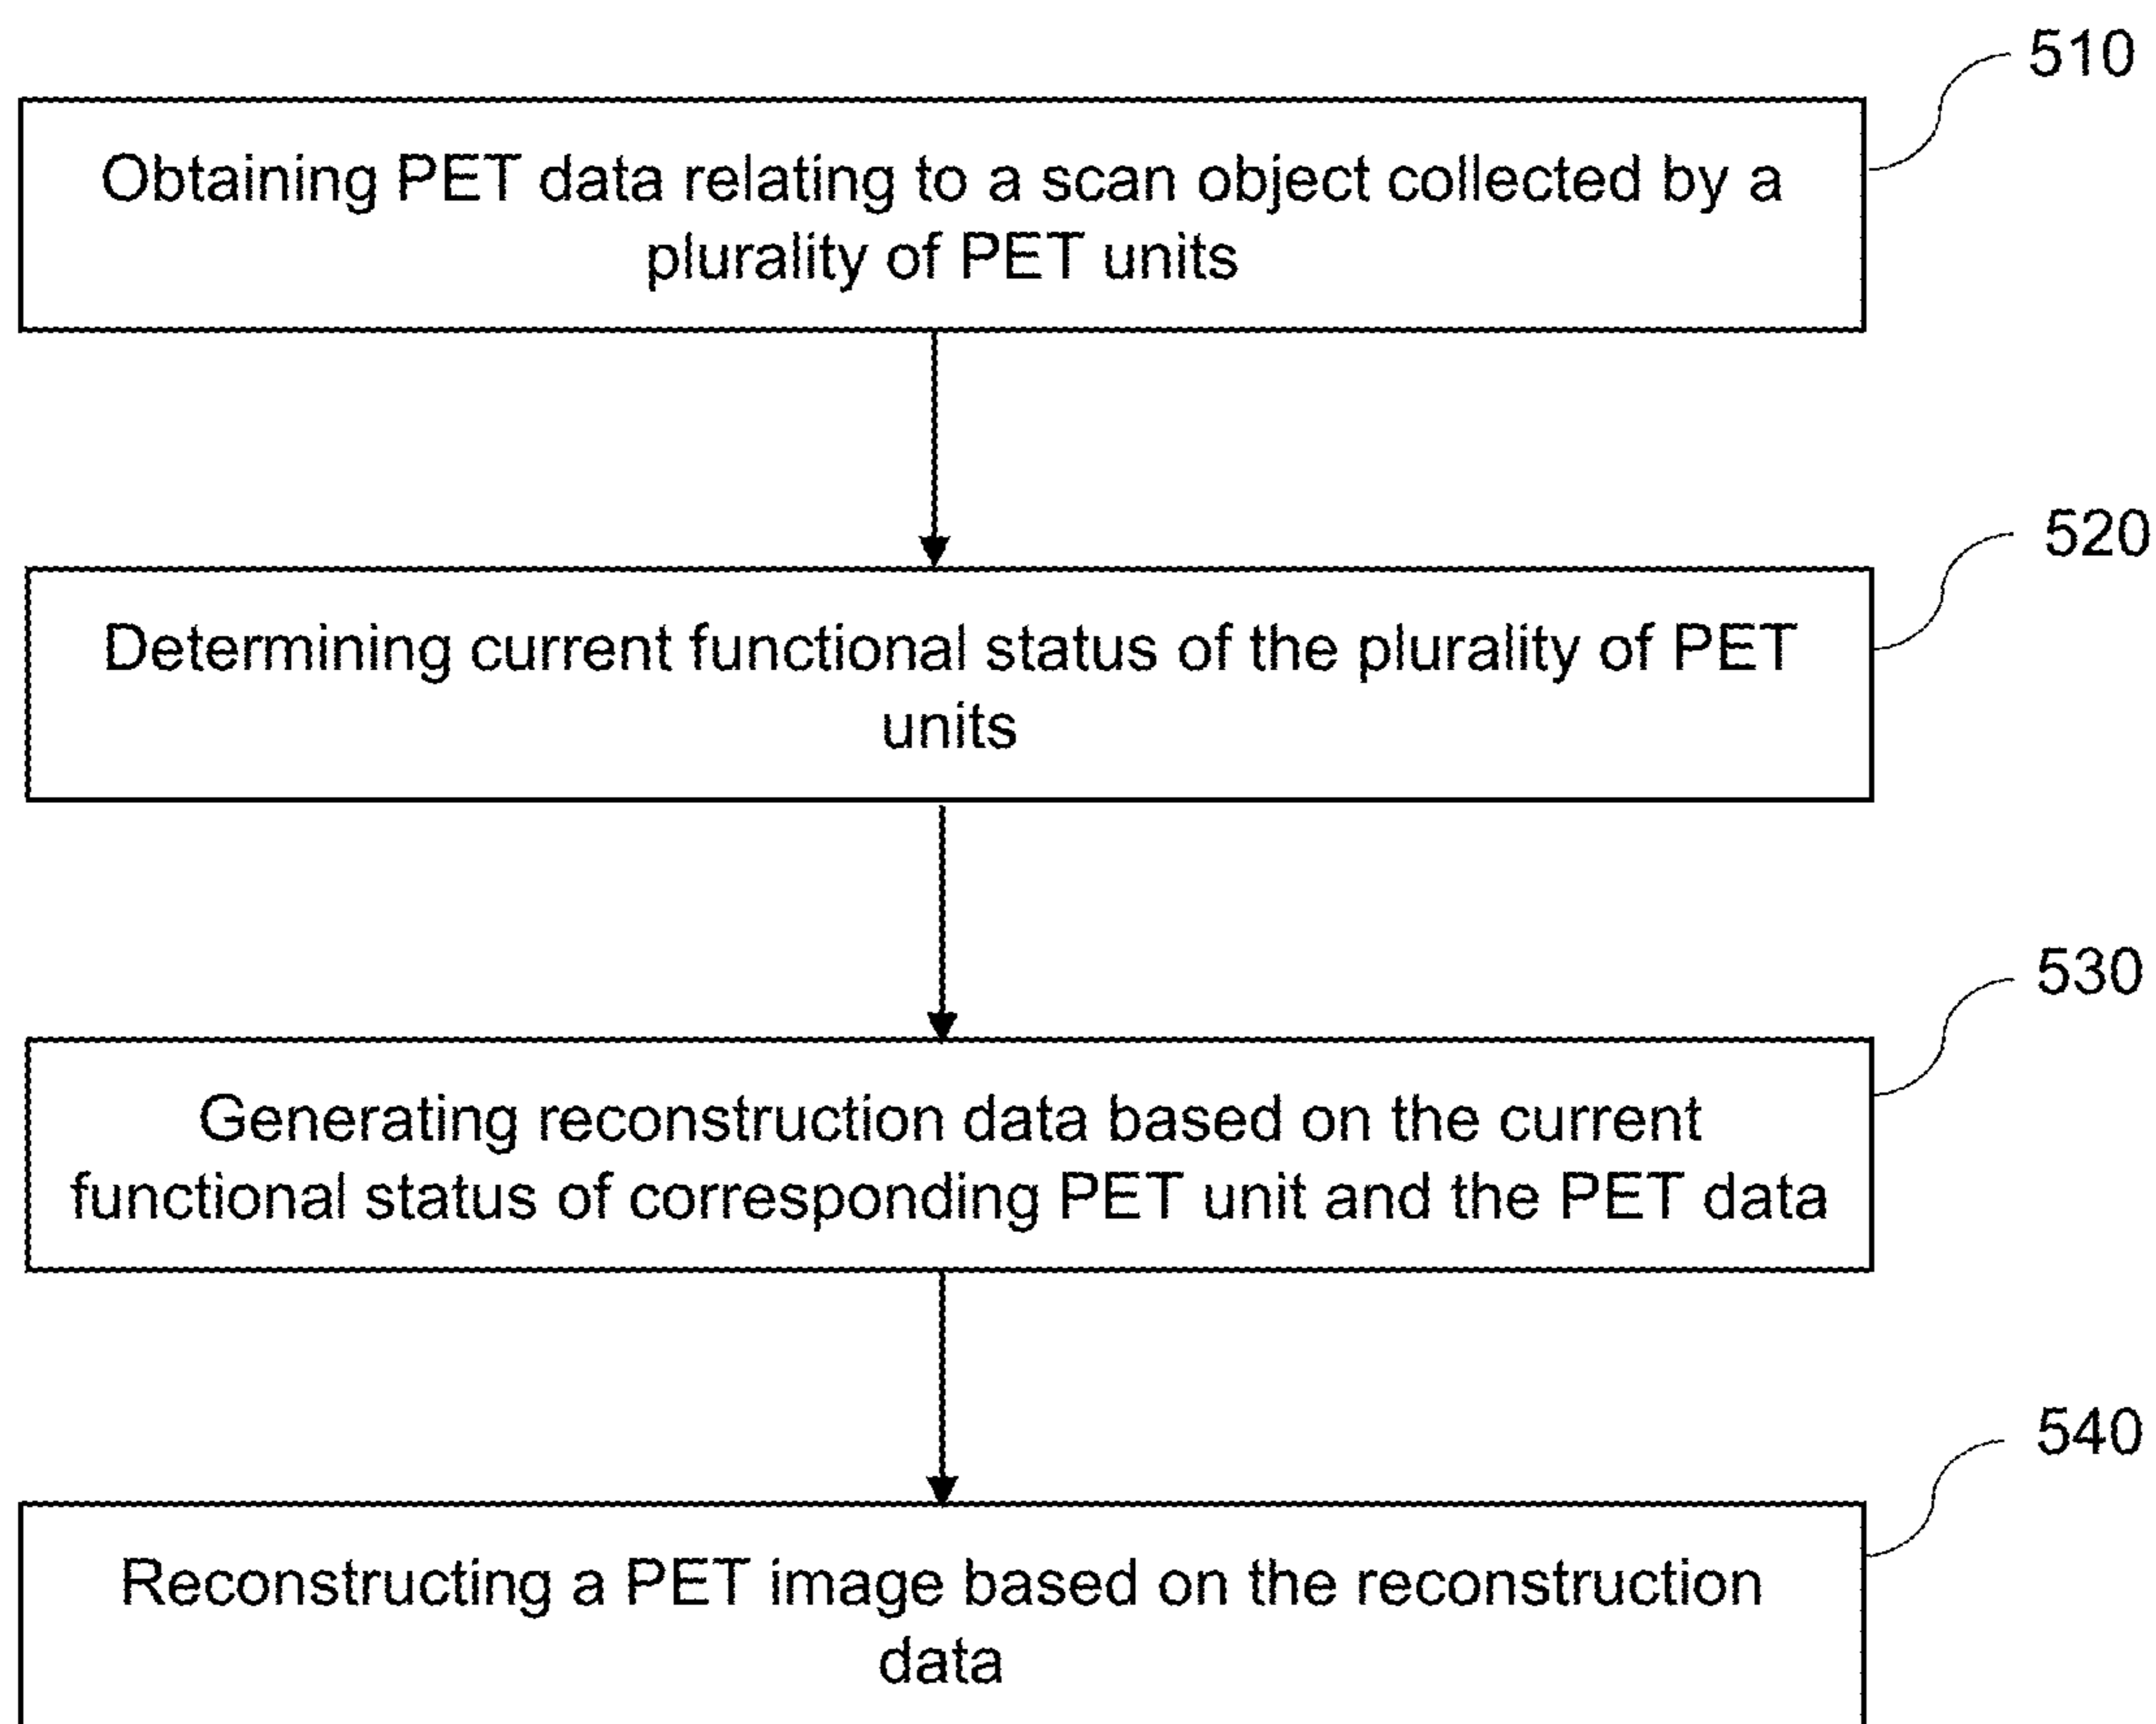 510
Obtaining PET data relating to a scan object collected by a
plurality of PET units
520
Determining current functional status of the plurality of PET
units
530
Generating reconstruction data based on the current
functional status of corresponding PET unit and the PET data
540
Reconstructing a PET image based on the reconstruction
data